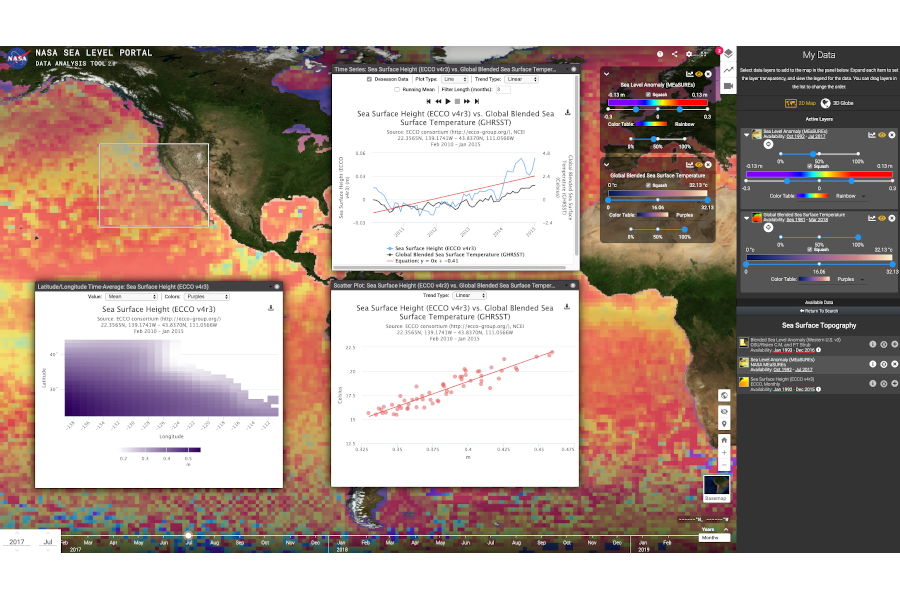 NASA
NASA SEA LEVEL PORTAL
DATA ANALYSIS TOOL 2.0
Time Series: Sea Surface Height (ECCO v4r3) vs. Global Blended Sea Surface Temper...
Deseason Data Plot Type: Line Trend Type: Linear
Running Mean Filter Length (months): 3
Sea Surface Height (ECCO v4r3) vs. Global Blended Sea
Surface Temperature (GHRSST)
Source: ECCO consortium (http://ecco-group.org/), NCEI
22.3565N, 139.1741W - 43.8370N, 111.0566W
Feb 2010 - Jan 2015
Sea Surface Height (ECCO
v4r3) (m)
0.06
0.03
0
-0.03
4.8
2.4
0
-2.4
Global Blended Sea Surface
Temperature (GHRSST)
(Celsius)
2011
2012
2013
2014
2015
Sea Surface Height (ECCO v4r3)
Global Blended Sea Surface Temperature (GHRSST)
Equation: y = 0x + -0.41
Sea Level Anomaly (MEaSUREs)
-0.13 m Squash 0.13 m
-0.3 0 0.3
Color Table: Rainbow
0% 50% 100%
Global Blended Sea Surface Temperature
0 °c Squash 32.13 °c
0 16.06 32.13
Color Table: Purples
0% 50% 100%
Latitude/Longitude Time-Average: Sea Surface Height (ECCO v4r3)
Value: Mean Colors: Purples
Sea Surface Height (ECCO v4r3)
Source: ECCO consortium (http://ecco-group.org/)
22.3565N, 139.1741W - 43.8370N, 111.0566W
Feb 2010 - Jan 2015
Latitude
40°
30°
-138 -136 -134 -132 -130 -128 -126 -124 -122 -120 -118 -116 -114 -112
Longitude
0.2 0.3 0.4 0.5
m
Scatter Plot: Sea Surface Height (ECCO v4r3) vs. Global Blended Sea Surface Temper...
Trend Type: Linear
Sea Surface Height (ECCO v4r3) vs. Global Blended Sea
Surface Temperature (GHRSST)
Source: ECCO consortium (http://ecco-group.org/), NCEI
22.3565N, 139.1741W - 43.8370N, 111.0566W
Feb 2010 - Jan 2015
Celsius
22.5
20
17.5
15
12.5
0.325 0.35 0.375 0.4 0.425 0.45 0.475
m
My Data
Select data layers to add to the map in the panel below. Expand each item to set
the layer transparency, and view the legend for the data. You can drag layers
in the list to change the order.
2D Map 3D Globe
Active Layers
Sea Level Anomaly (MEaSUREs)
Availability: Oct 1992 - Jul 2017
0% 50% 100%
-0.13 m Squash 0.13 m
-0.3 0 0.3
Color Table: Rainbow
Global Blended Sea Surface Temperature
Availability: Sep 1981 - Mar 2019
0% 50% 100%
0 °c Squash 32.13 °c
0 16.06 32.13
Color Table: Purples
Available Data
Return To Search
Sea Surface Topography
Blended Sea Level Anomaly (Western U.S. v3)
OSU/Risien C.M. and P.T. Strub
Availability: Jan 1993 - Dec 2016
Sea Level Anomaly (MEaSUREs)
NASA MEaSUREs
Availability: Oct 1992 - Jul 2017
Sea Surface Height (ECCO v4r3)
ECCO, Monthly
Availability: Jan 1992 - Dec 2015
Basemap
--------°N, --------°W
Years
Months
2017 Jul
Feb Mar Apr May Jun Jul Aug Sep Oct Nov Dec Jan Feb Mar Apr May Jun Jul Aug Sep Oct Nov Dec Jan Feb
2017 2018 2019